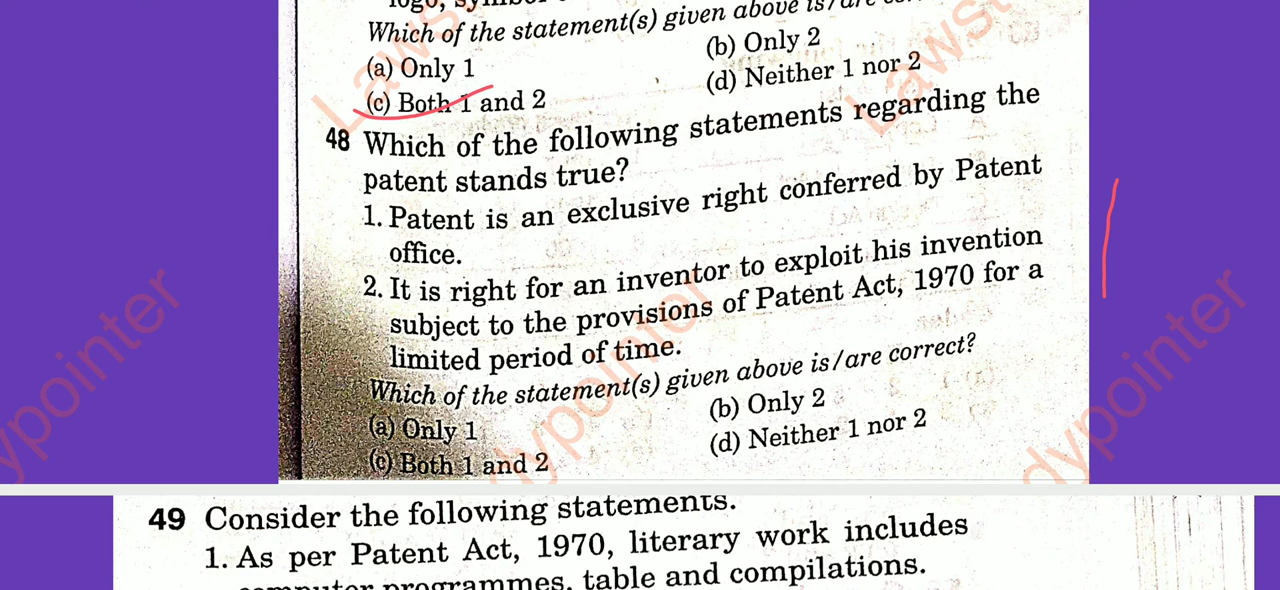 Which of the statement(s) given above is/are
(a) Only 1
(b) Only 2
(c) Both 1 and 2
(d) Neither 1 nor 2
48 Which of the following statements regarding the
patent stands true?
1. Patent is an exclusive right conferred by Patent
office.
2. It is right for an inventor to exploit his invention
subject to the provisions of Patent Act, 1970 for a
limited period of time.
Which of the statement(s) given above is/are correct?
(a) Only 1
(b) Only 2
(c) Both 1 and 2
(d) Neither 1 nor 2
49 Consider the following statements.
1. As per Patent Act, 1970, literary work includes
computer programmes, table and compilations.
ypointer
dypointer
dypointer
Laws
Lawst